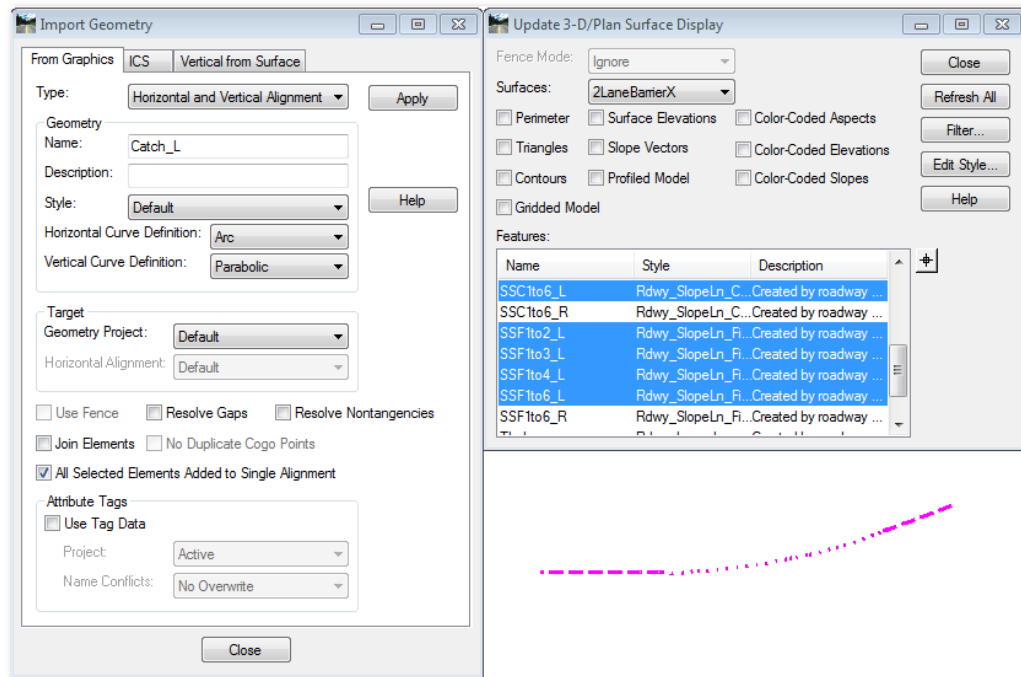 Import Geometry
From Graphics ICS Vertical from Surface
Type: Horizontal and Vertical Alignment Apply
Geometry
Name: Catch_L
Description:
Style: Default Help
Horizontal Curve Definition: Arc
Vertical Curve Definition: Parabolic
Target
Geometry Project: Default
Horizontal Alignment: Default
Use Fence Resolve Gaps Resolve Nontangencies
Join Elements No Duplicate Cogo Points
All Selected Elements Added to Single Alignment
Attribute Tags
Use Tag Data
Project: Active
Name Conflicts: No Overwrite
Close
Update 3-D/Plan Surface Display
Fence Mode: Ignore Close
Surfaces: 2LaneBarrierX Refresh All
Perimeter Surface Elevations Color-Coded Aspects Filter...
Triangles Slope Vectors Color-Coded Elevations
Contours Profiled Model Color-Coded Slopes Edit Style...
Gridded Model Help
Features:
Name Style Description
SSC1to6_L Rdwy_SlopeLn_C...Created by roadway ...
SSC1to6_R Rdwy_SlopeLn_C...Created by roadway ...
SSF1to2_L Rdwy_SlopeLn_Fi...Created by roadway ...
SSF1to3_L Rdwy_SlopeLn_Fi...Created by roadway ...
SSF1to4_L Rdwy_SlopeLn_Fi...Created by roadway ...
SSF1to6_L Rdwy_SlopeLn_Fi...Created by roadway ...
SSF1to6_R Rdwy_SlopeLn_Fi...Created by roadway ...